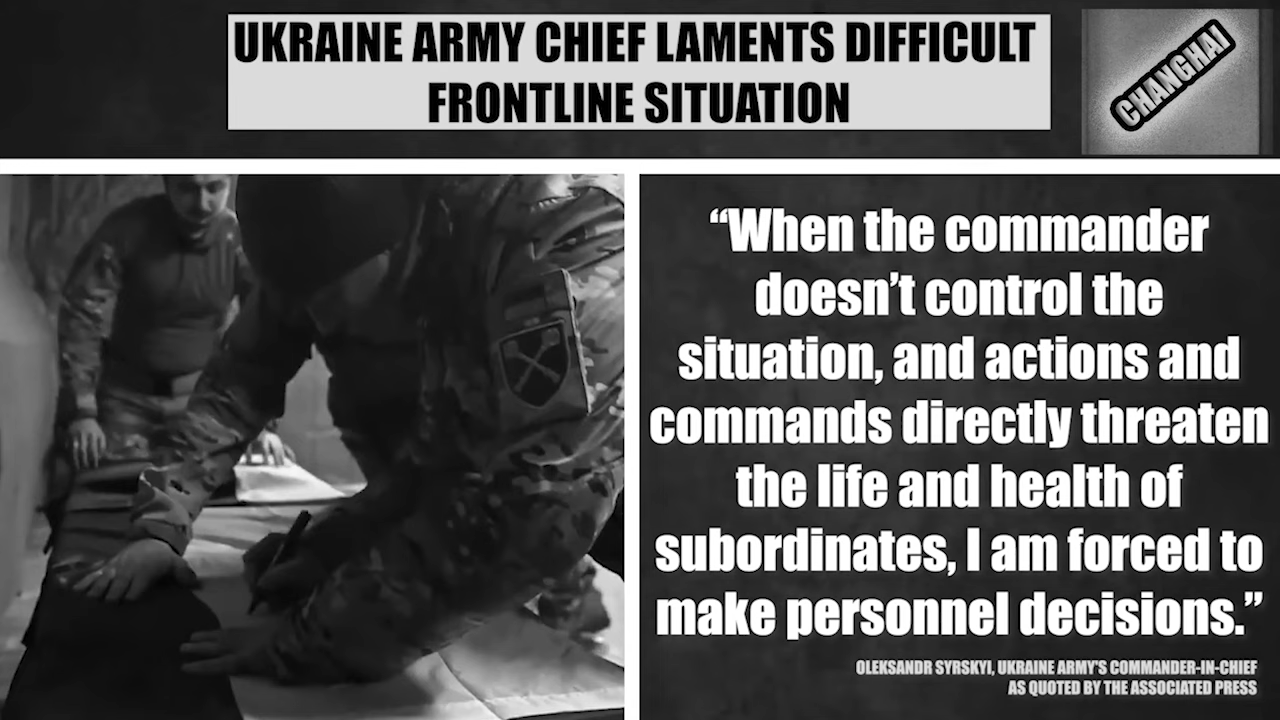 UKRAINE ARMY CHIEF LAMENTS DIFFICULT
FRONTLINE SITUATION
CHANGHAI
“When the commander
doesn’t control the
situation, and actions and
commands directly threaten
the life and health of
subordinates, I am forced to
make personnel decisions.”
OLEKSANDR SYRSKYI, UKRAINE ARMY'S COMMANDER-IN-CHIEF
AS QUOTED BY THE ASSOCIATED PRESS